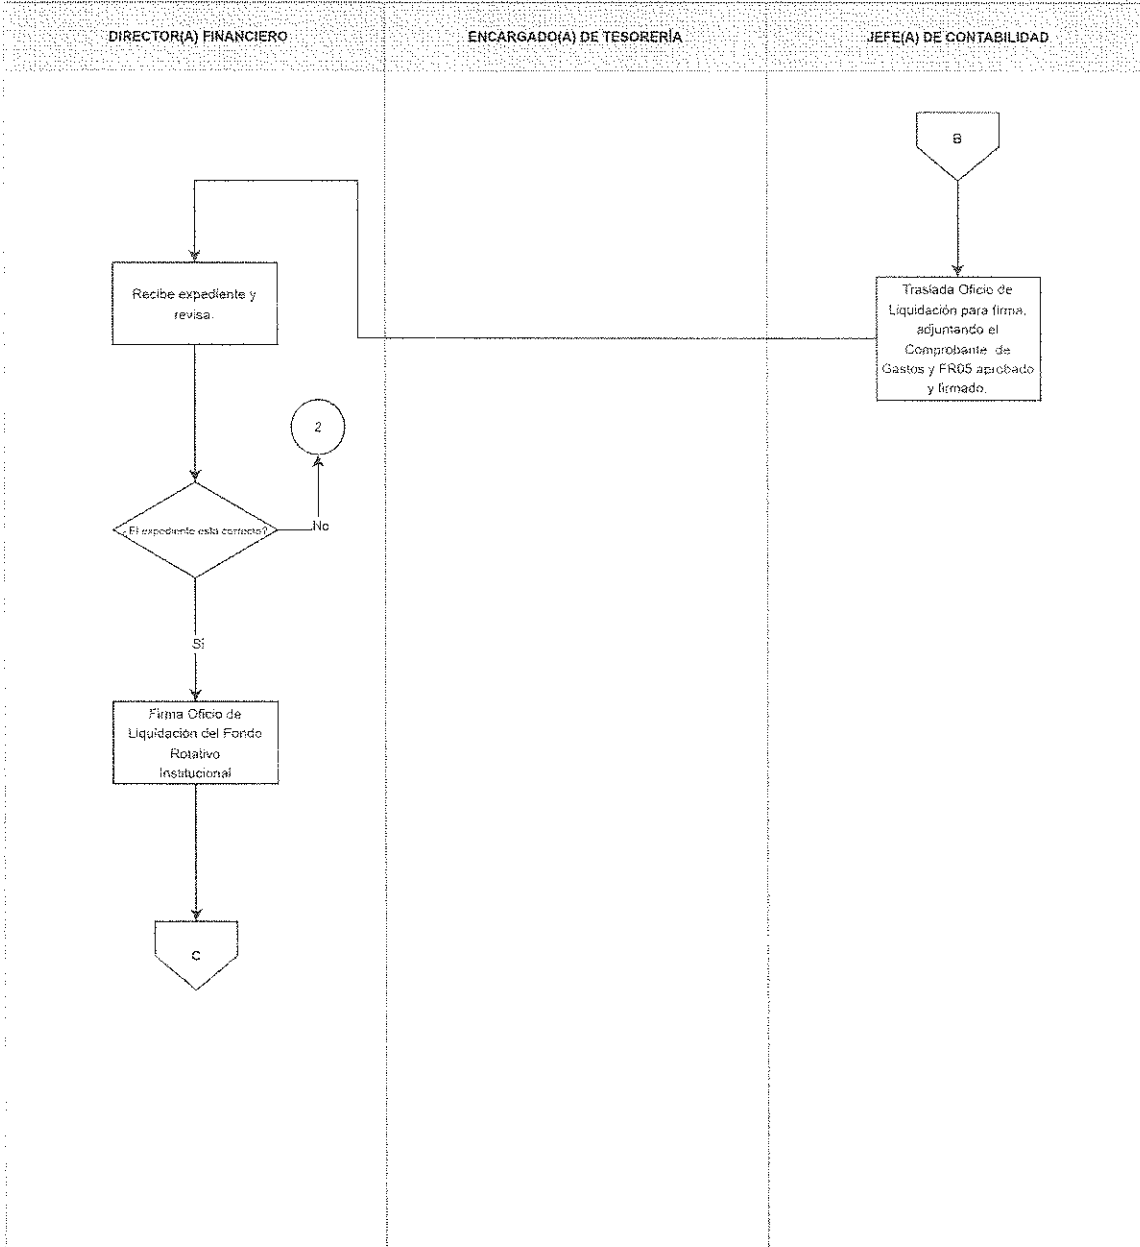 DIRECTOR(A) FINANCIERO
ENCARGADO(A) DE TESORERÍA
JEFE(A) DE CONTABILIDAD
B
Traslada Oficio de
Liquidación para firma,
adjuntando el
Comprobante de
Gastos y FR05 aprobado
y firmado.
Recibe expediente y
revisa.
2
¿El expediente esta correcto?
No
Sí
Firma Oficio de
Liquidación del Fondo
Rotativo
Institucional
C